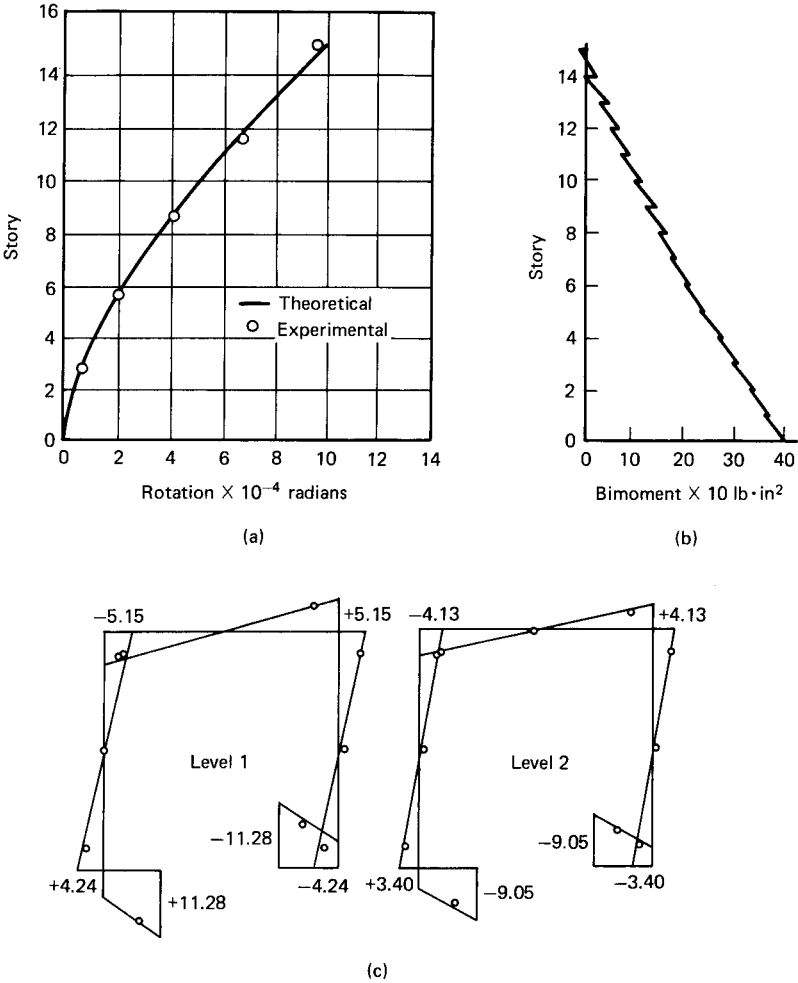 16
14
12
10
8
6
4
2
0
Story
Theoretical
Experimental
0 2 4 6 8 10 12 14
Rotation × 10⁻⁴ radians
(a)
14
12
10
8
6
4
2
0
Story
0 10 20 30 40
Bimoment × 10 lb·in²
(b)
−5.15
+5.15
Level 1
−11.28
+4.24
+11.28
−4.24
−4.13
+4.13
Level 2
−9.05
+3.40
−9.05
−3.40
(c)